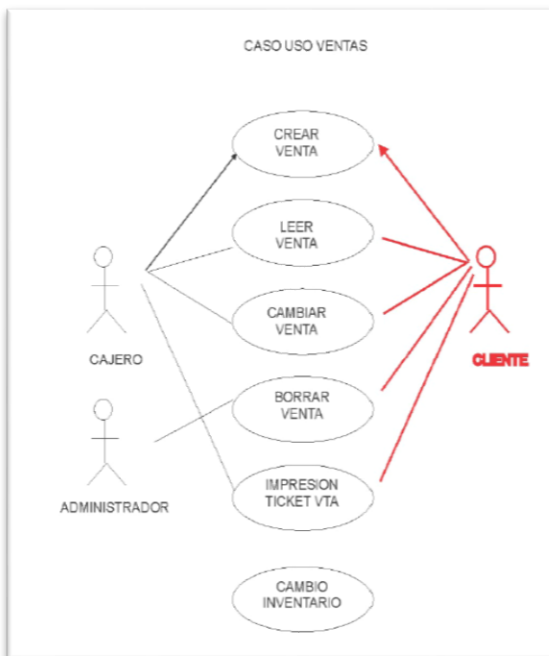 CASO USO VENTAS
CREAR
VENTA
LEER
VENTA
CAMBIAR
VENTA
CAJERO
CLIENTE
BORRAR
VENTA
ADMINISTRADOR
IMPRESION
TICKET VTA
CAMBIO
INVENTARIO